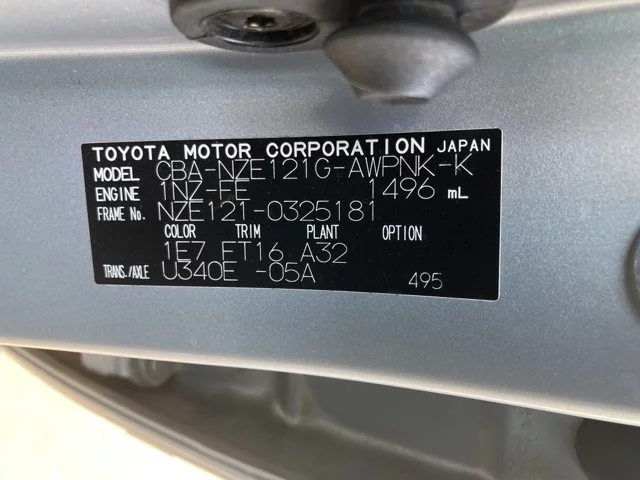 TOYOTA MOTOR CORPORATION JAPAN
MODEL CBA-NZE121G-AWPNK-K
ENGINE 1NZ-FE 1496 mL
FRAME No. NZE121-0325181
COLOR TRIM PLANT OPTION
1E7 FT16 A32
TRANS./AXLE U340E -05A 495